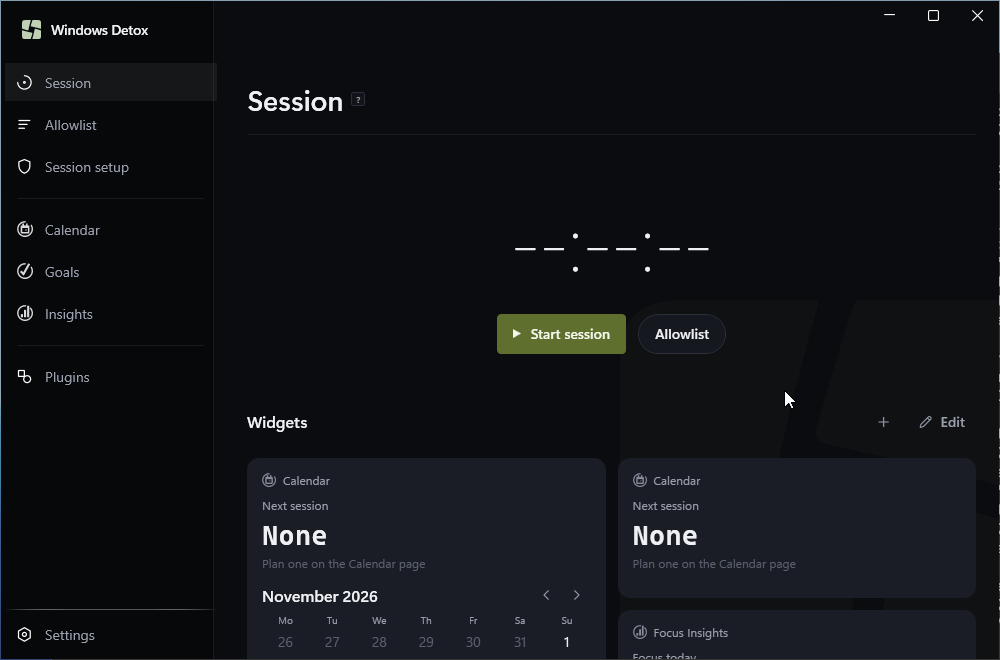 Windows Detox
Session
Allowlist
Session setup
Calendar
Goals
Insights
Plugins
Settings
Session ?
– – : – – : – –
Start session
Allowlist
Widgets
+ Edit
Calendar
Next session
None
Plan one on the Calendar page
November 2026
Mo Tu We Th Fr Sa Su
26 27 28 29 30 31 1
Calendar
Next session
None
Plan one on the Calendar page
Focus Insights
Focus today